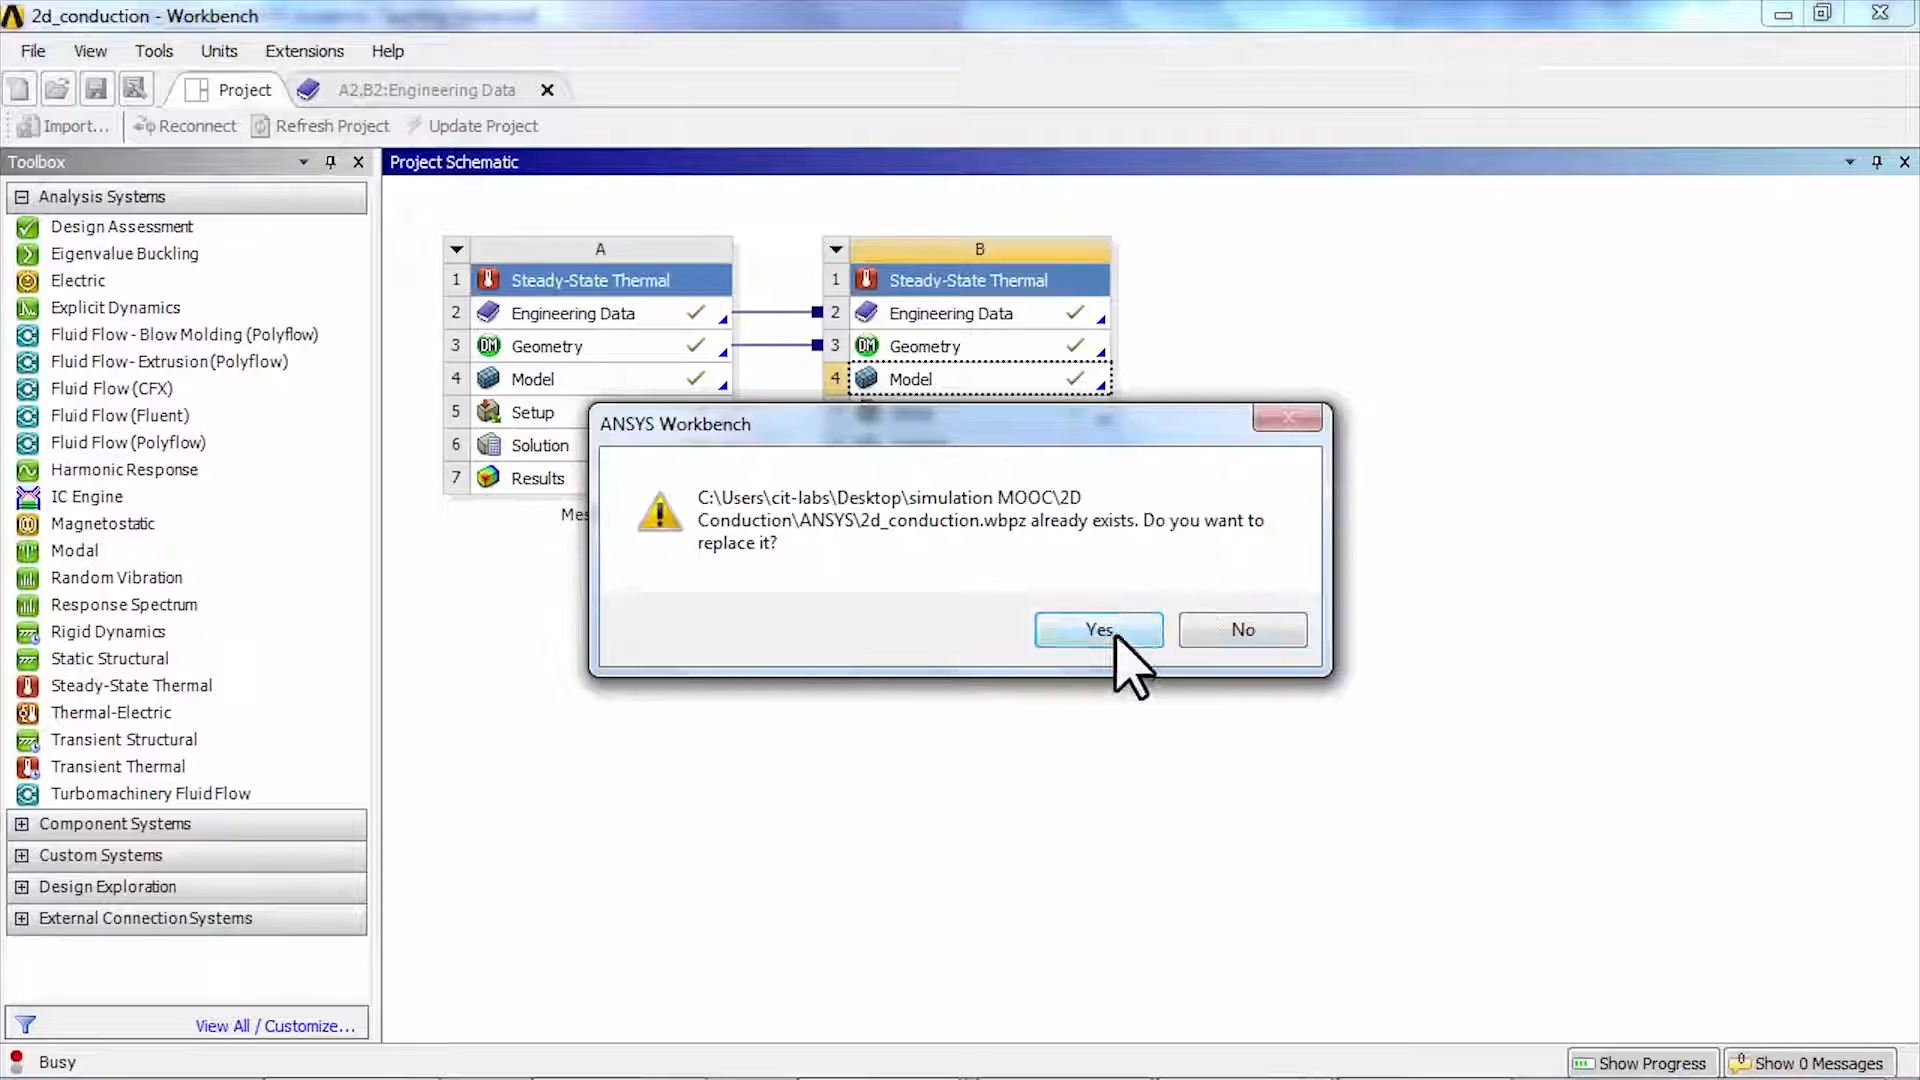 2d_conduction - Workbench
File View Tools Units Extensions Help
Project A2,B2:Engineering Data
Import... Reconnect Refresh Project Update Project
Toolbox
Project Schematic
Analysis Systems
Design Assessment
Eigenvalue Buckling
Electric
Explicit Dynamics
Fluid Flow - Blow Molding (Polyflow)
Fluid Flow - Extrusion (Polyflow)
Fluid Flow (CFX)
Fluid Flow (Fluent)
Fluid Flow (Polyflow)
Harmonic Response
IC Engine
Magnetostatic
Modal
Random Vibration
Response Spectrum
Rigid Dynamics
Static Structural
Steady-State Thermal
Thermal-Electric
Transient Structural
Transient Thermal
Turbomachinery Fluid Flow
Component Systems
Custom Systems
Design Exploration
External Connection Systems
View All / Customize...
A
1 Steady-State Thermal
2 Engineering Data
3 Geometry
4 Model
5 Setup
6 Solution
7 Results
B
1 Steady-State Thermal
2 Engineering Data
3 Geometry
4 Model
ANSYS Workbench
C:\Users\cit-labs\Desktop\simulation MOOC\2D
Conduction\ANSYS\2d_conduction.wbpz already exists. Do you want to
replace it?
Yes No
Busy
Show Progress Show 0 Messages